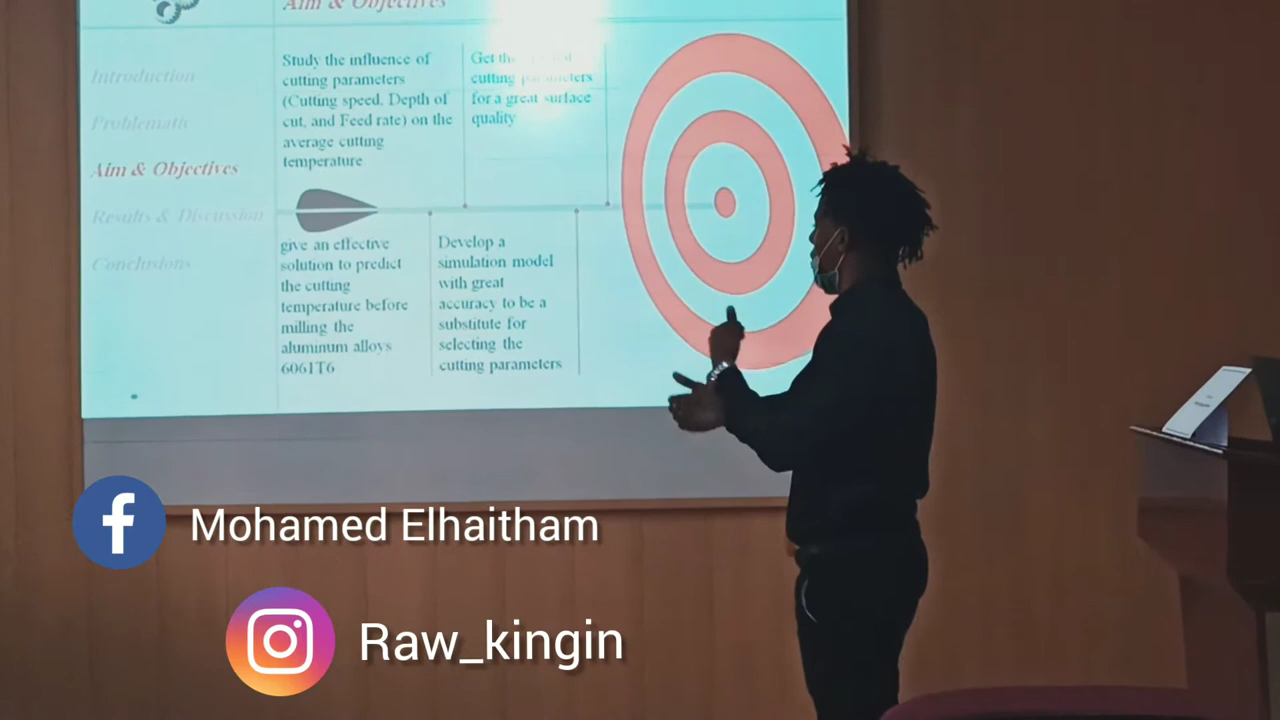 Aim & Objectives
Introduction
Problematic
Aim & Objectives
Results & Discussion
Conclusions
Study the influence of
cutting parameters
(Cutting speed, Depth of
cut, and Feed rate) on the
average cutting
temperature
Get
cutting parameters
for a great surface
quality
give an effective
solution to predict
the cutting
temperature before
milling the
aluminum alloys
6061T6
Develop a
simulation model
with great
accuracy to be a
substitute for
selecting the
cutting parameters
Mohamed Elhaitham
Raw_kingin